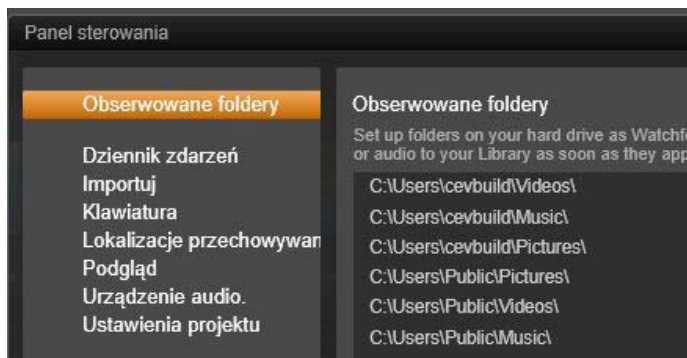 Panel sterowania
Obserwowane foldery
Dziennik zdarzeń
Importuj
Klawiatura
Lokalizacje przechowywan
Podgląd
Urządzenie audio.
Ustawienia projektu
Obserwowane foldery
Set up folders on your hard drive as Watchfo
or audio to your Library as soon as they app
C:\Users\cevbuild\Videos\
C:\Users\cevbuild\Music\
C:\Users\cevbuild\Pictures\
C:\Users\Public\Pictures\
C:\Users\Public\Videos\
C:\Users\Public\Music\